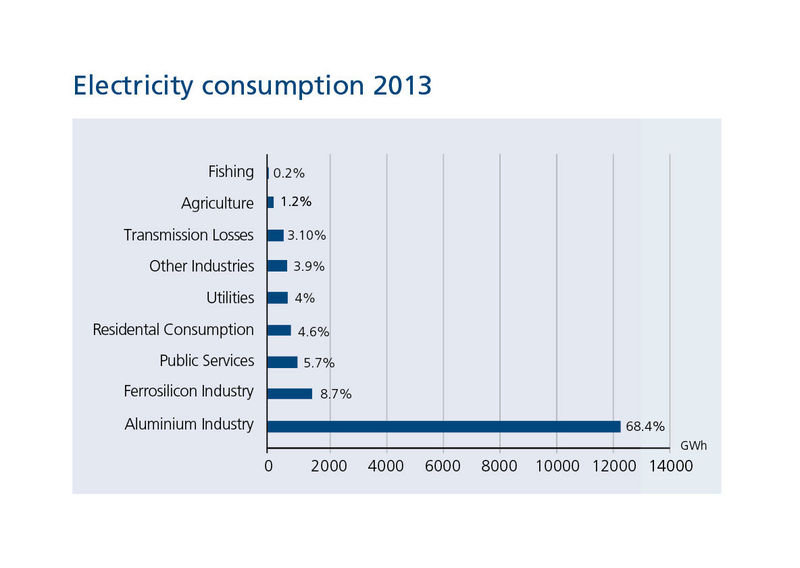 Electricity consumption 2013
Fishing 0.2%
Agriculture 1.2%
Transmission Losses 3.10%
Other Industries 3.9%
Utilities 4%
Residental Consumption 4.6%
Public Services 5.7%
Ferrosilicon Industry 8.7%
Aluminium Industry 68.4%
GWh
0 2000 4000 6000 8000 10000 12000 14000